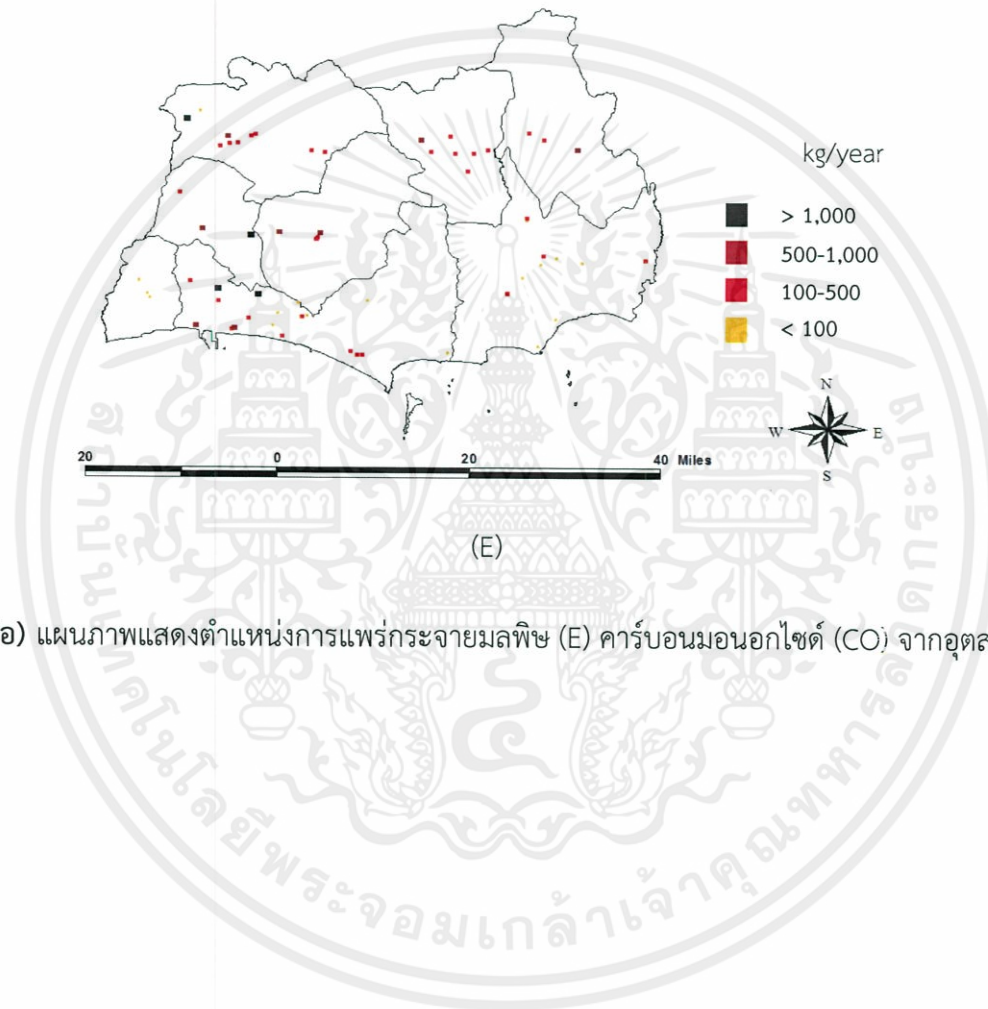 kg/year
> 1,000
500-1,000
100-500
< 100
N
W E
S
20 0 20 40 Miles
(E)
อ) แผนภาพแสดงตำแหน่งการแพร่กระจายมลพิษ (E) คาร์บอนมอนอกไซด์ (CO) จากอุตส